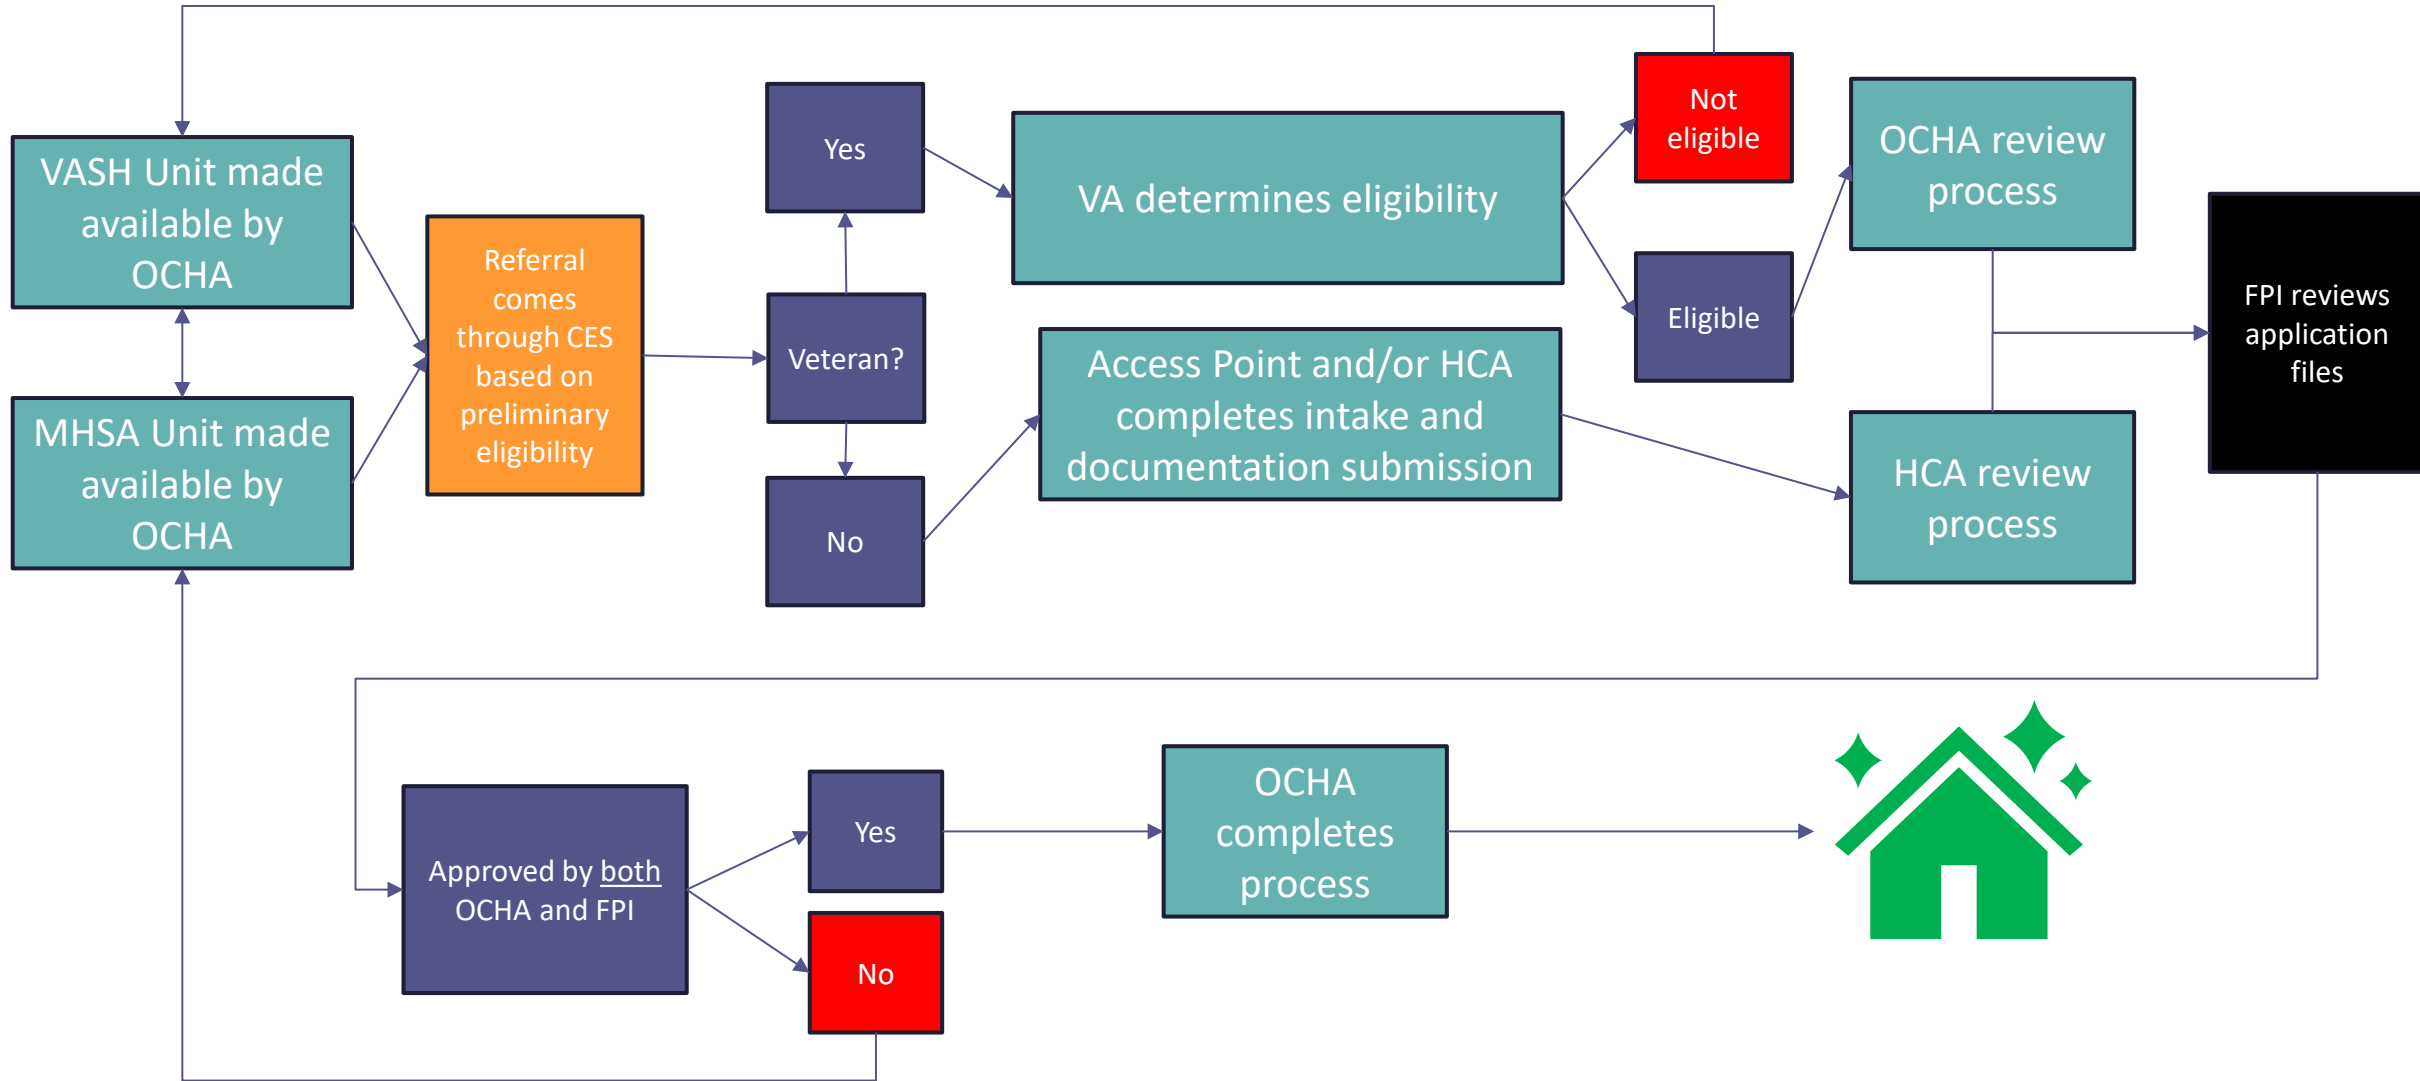 VASH Unit made
available by
OCHA
MHSA Unit made
available by
OCHA
Referral
comes
through CES
based on
preliminary
eligibility
Veteran?
Yes
No
VA determines eligibility
Access Point and/or HCA
completes intake and
documentation submission
Not
eligible
Eligible
OCHA review
process
HCA review
process
FPI reviews
application
files
Approved by both
OCHA and FPI
Yes
No
OCHA
completes
process